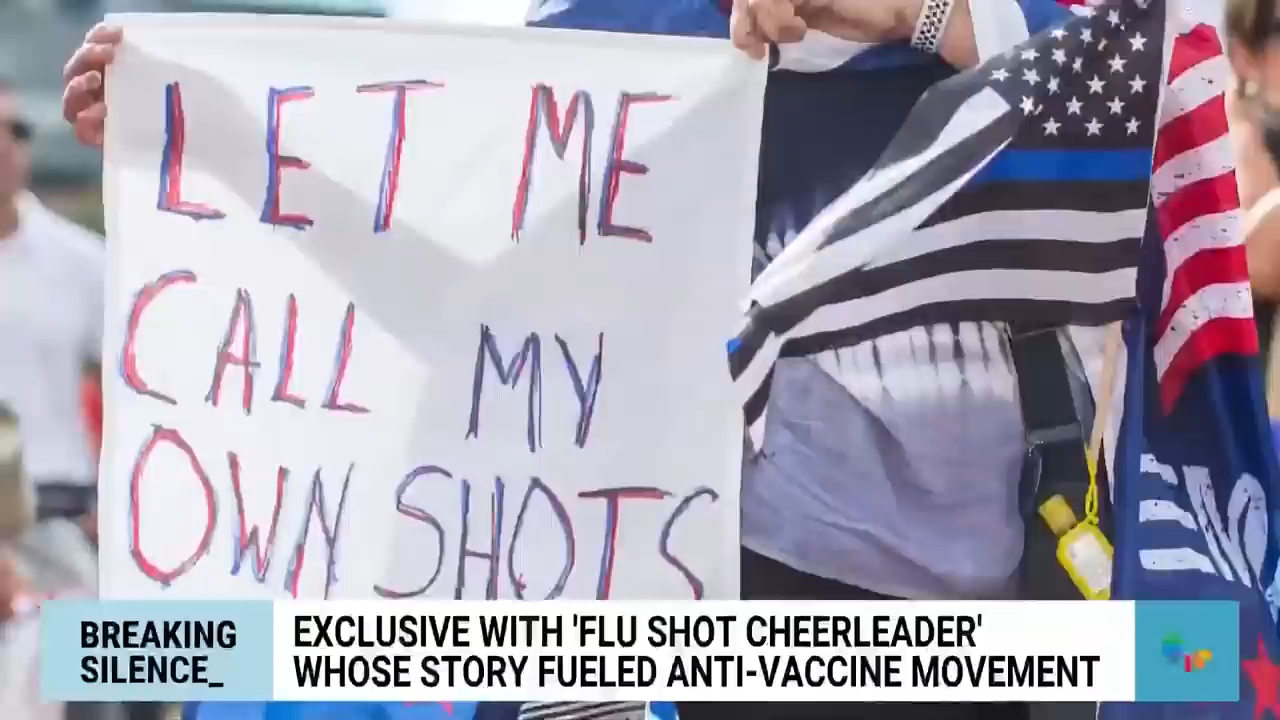 LET ME
CALL MY
OWN SHOTS
BREAKING
SILENCE_
EXCLUSIVE WITH 'FLU SHOT CHEERLEADER'
WHOSE STORY FUELED ANTI-VACCINE MOVEMENT